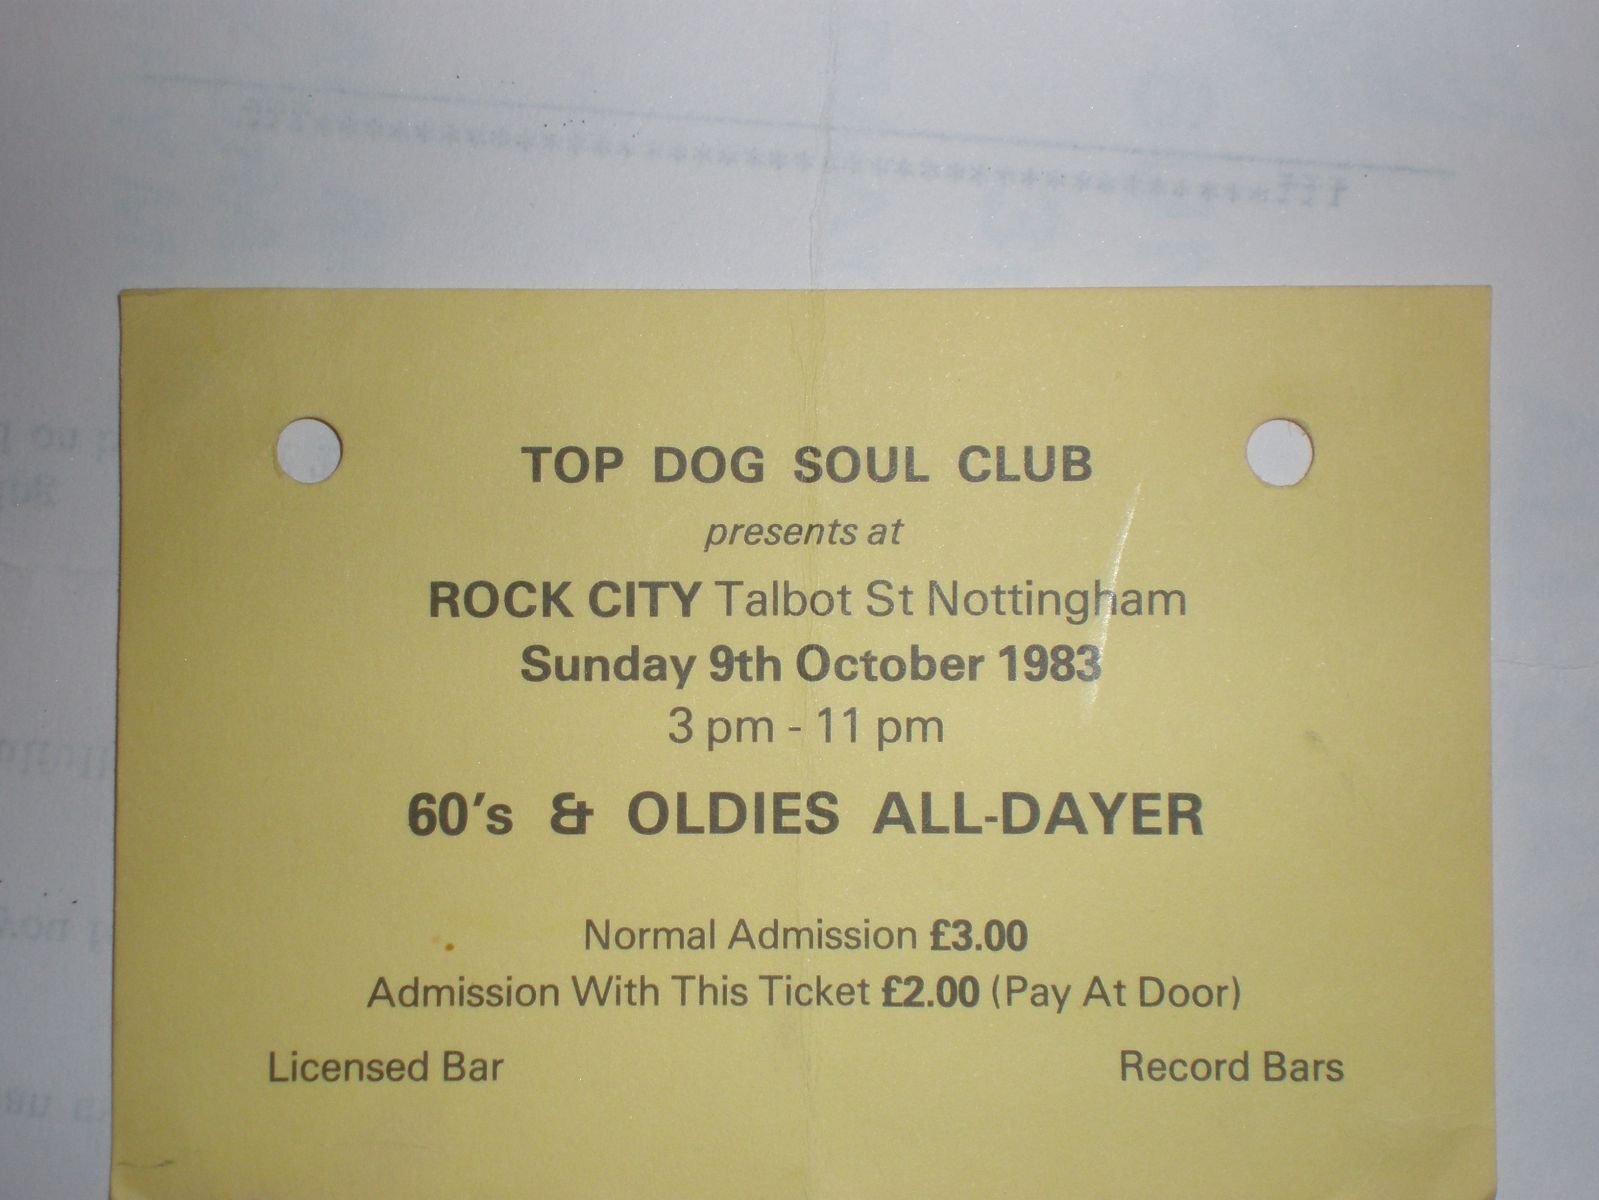 TOP DOG SOUL CLUB
presents at
ROCK CITY Talbot St Nottingham
Sunday 9th October 1983
3 pm - 11 pm
60's & OLDIES ALL-DAYER
Normal Admission £3.00
Admission With This Ticket £2.00 (Pay At Door)
Licensed Bar
Record Bars